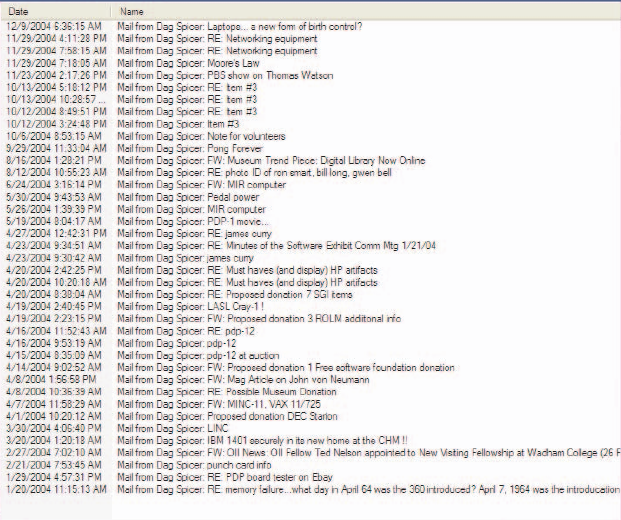 Date Name
12/9/2004 6:36:15 AM Mail from Dag Spicer: Laptops... a new form of birth control?
11/29/2004 4:11:28 PM Mail from Dag Spicer: RE: Networking equipment
11/29/2004 7:58:15 AM Mail from Dag Spicer: RE: Networking equipment
11/29/2004 7:18:05 AM Mail from Dag Spicer: Moore's Law
11/23/2004 2:17:26 PM Mail from Dag Spicer: PBS show on Thomas Watson
10/13/2004 5:18:12 PM Mail from Dag Spicer: RE: Item #3
10/13/2004 10:28:57 ... Mail from Dag Spicer: RE: Item #3
10/12/2004 8:49:51 PM Mail from Dag Spicer: RE: Item #3
10/12/2004 3:24:48 PM Mail from Dag Spicer: Item #3
10/6/2004 8:53:15 AM Mail from Dag Spicer: Note for volunteers
9/29/2004 11:33:04 AM Mail from Dag Spicer: Pong Forever
8/16/2004 1:28:21 PM Mail from Dag Spicer: FW: Museum Trend Piece: Digital Library Now Online
8/12/2004 10:55:23 AM Mail from Dag Spicer: RE: photo ID of ron smart, bill long, gwen bell
6/24/2004 3:16:14 PM Mail from Dag Spicer: FW: MIR computer
5/30/2004 9:43:53 AM Mail from Dag Spicer: Pedal power
5/26/2004 1:39:39 PM Mail from Dag Spicer: MIR computer
5/19/2004 8:04:17 AM Mail from Dag Spicer: PDP-1 movie...
4/27/2004 12:42:31 PM Mail from Dag Spicer: RE: james curry
4/23/2004 9:34:51 AM Mail from Dag Spicer: RE: Minutes of the Software Exhibit Comm Mtg 1/21/04
4/23/2004 9:30:42 AM Mail from Dag Spicer: james curry
4/20/2004 2:42:25 PM Mail from Dag Spicer: RE: Must haves (and display) HP artifacts
4/20/2004 10:20:18 AM Mail from Dag Spicer: RE: Must haves (and display) HP artifacts
4/20/2004 8:38:04 AM Mail from Dag Spicer: RE: Proposed donation 7 SGI items
4/19/2004 2:40:45 PM Mail from Dag Spicer: LASL Cray-1 !
4/19/2004 2:23:15 PM Mail from Dag Spicer: FW: Proposed donation 3 ROLM additonal info
4/16/2004 11:52:43 AM Mail from Dag Spicer: RE: pdp-12
4/16/2004 9:53:19 AM Mail from Dag Spicer: pdp-12
4/15/2004 8:35:09 AM Mail from Dag Spicer: pdp-12 at auction
4/14/2004 9:02:52 AM Mail from Dag Spicer: FW: Proposed donation 1 Free software foundation donation
4/8/2004 1:56:58 PM Mail from Dag Spicer: FW: Mag Article on John von Neumann
4/8/2004 10:36:39 AM Mail from Dag Spicer: RE: Possible Museum Donation
4/7/2004 11:58:29 AM Mail from Dag Spicer: FW: MINC-11, VAX 11/725
4/1/2004 10:20:12 AM Mail from Dag Spicer: Proposed donation DEC Starion
3/30/2004 4:06:40 PM Mail from Dag Spicer: LINC
3/20/2004 1:20:18 AM Mail from Dag Spicer: IBM 1401 securely in its new home at the CHM !!
2/27/2004 7:02:10 AM Mail from Dag Spicer: FW: OII News: OII Fellow Ted Nelson appointed to New Visiting Fellowship at Wadham College (26 F
2/21/2004 7:53:45 AM Mail from Dag Spicer: punch card info
1/29/2004 4:57:31 PM Mail from Dag Spicer: RE: PDP board tester on Ebay
1/20/2004 11:15:13 AM Mail from Dag Spicer: RE: memory failure...what day in April 64 was the 360 introduced? April 7, 1964 was the introducation